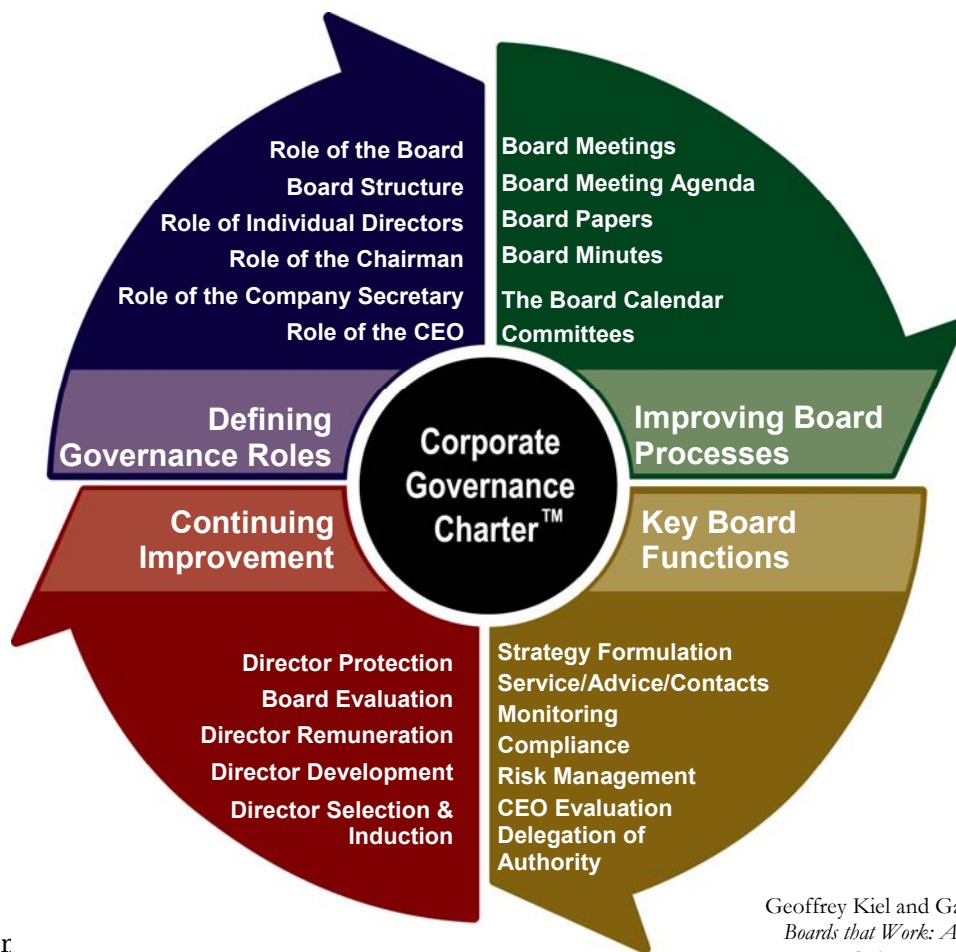 Role of the Board
Board Structure
Role of Individual Directors
Role of the Chairman
Role of the Company Secretary
Role of the CEO
Defining
Governance Roles
Board Meetings
Board Meeting Agenda
Board Papers
Board Minutes
The Board Calendar
Committees
Improving Board
Processes
Corporate
Governance
Charter™
Continuing
Improvement
Director Protection
Board Evaluation
Director Remuneration
Director Development
Director Selection &
Induction
Key Board
Functions
Strategy Formulation
Service/Advice/Contacts
Monitoring
Compliance
Risk Management
CEO Evaluation
Delegation of
Authority
Geoffrey Kiel and Ga
Boards that Work: A
r